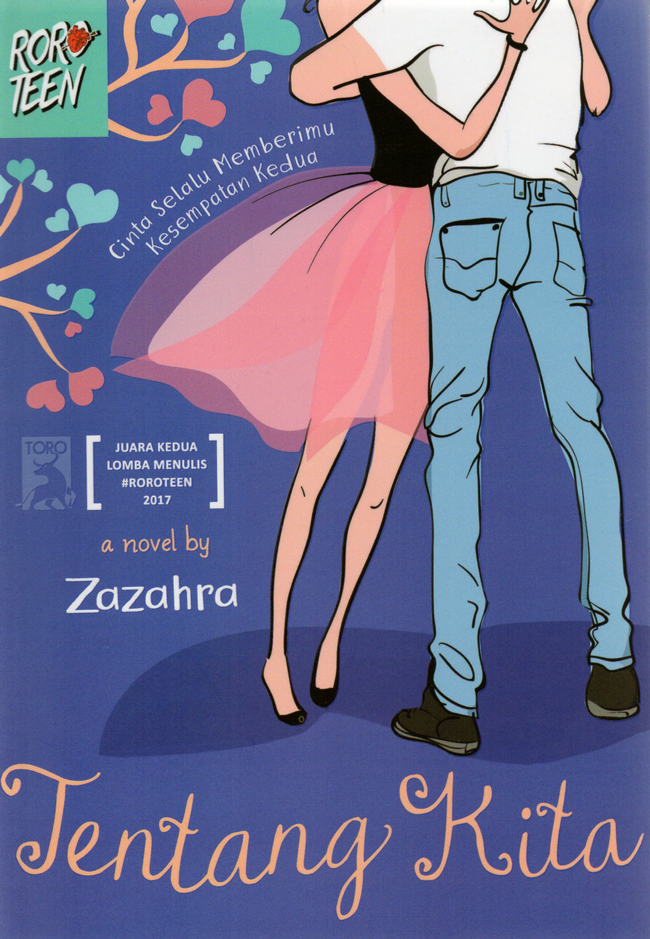 RORO
TEEN
Cinta Selalu Memberimu
Kesempatan Kedua
TORO
JUARA KEDUA
LOMBA MENULIS
#ROROTEEN
2017
a novel by
Zazahra
Tentang Kita